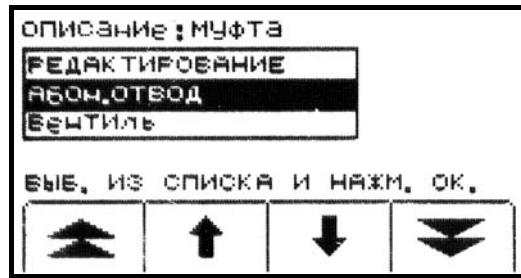 описание:муфта
РЕДАКТИРОВАНИЕ
Абон.ОТВОД
Вентиль
ВЫБ. ИЗ СПИСКА И НАЖМ. ОК.